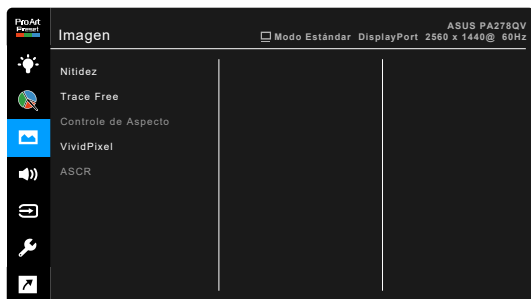 ProArt
Preset
Imagen
ASUS PA278QV
Modo Estándar DisplayPort 2560 x 1440@ 60Hz
Nitidez
Trace Free
Controle de Aspecto
VividPixel
ASCR